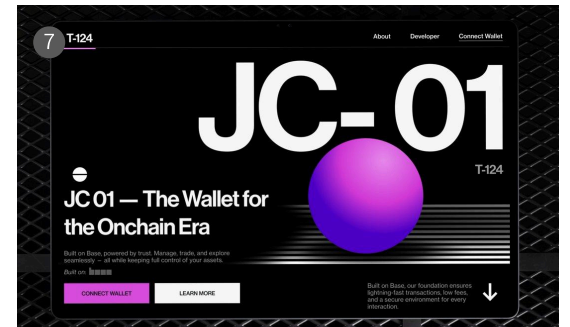 7
T-124
About
Developer
Connect Wallet
JC- 01
T-124
JC 01 — The Wallet for
the Onchain Era
Built on Base, powered by trust. Manage, trade, and explore
seamlessly — all while keeping full control of your assets.
Built on base
CONNECT WALLET
LEARN MORE
Built on Base, our foundation ensures
lightning-fast transactions, low fees,
and a secure environment for every
interaction.